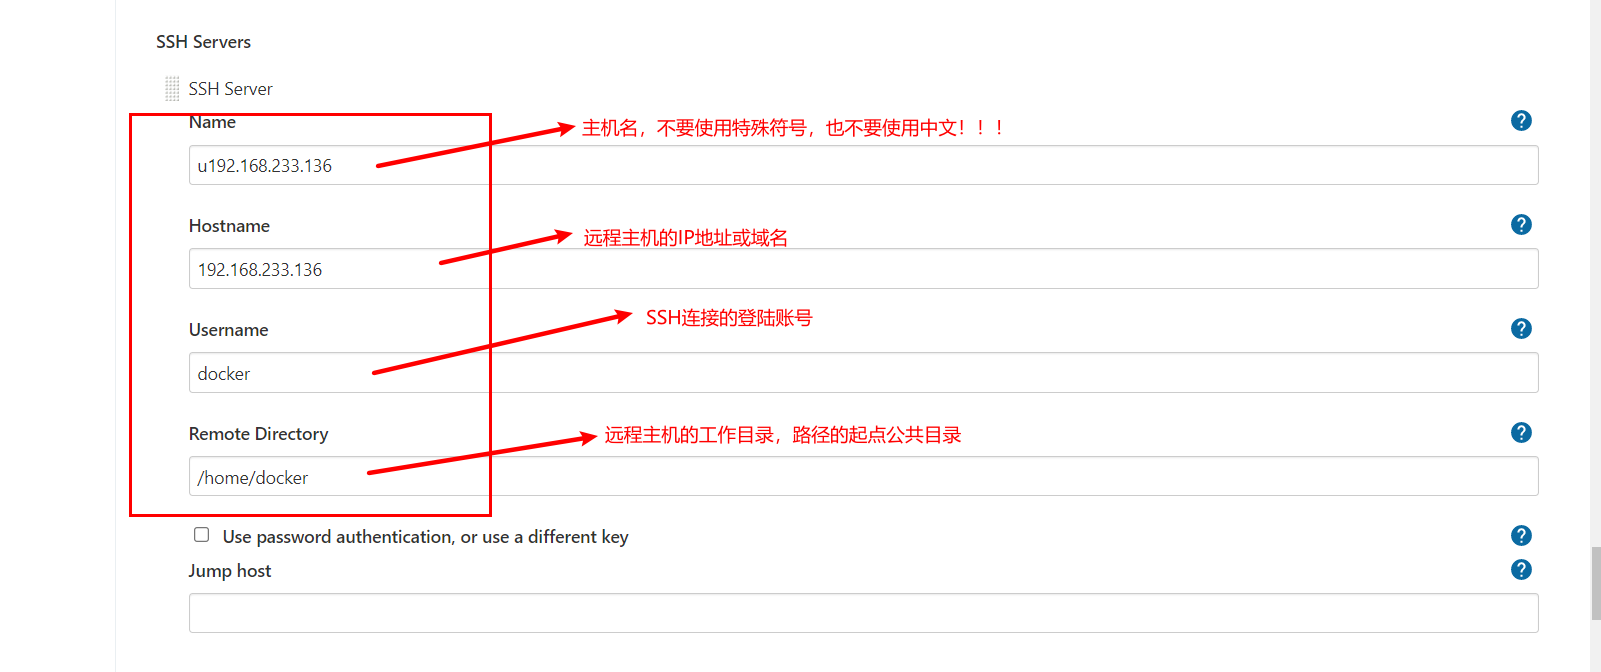 SSH Servers
SSH Server
Name
主机名，不要使用特殊符号，也不要使用中文！！！
?
u192.168.233.136
Hostname
?
远程主机的IP地址或域名
192.168.233.136
SSH连接的登陆账号
Username
?
docker
Remote Directory
远程主机的工作目录，路径的起点公共目录
?
/home/docker
Use password authentication, or use a different key
?
Jump host
?